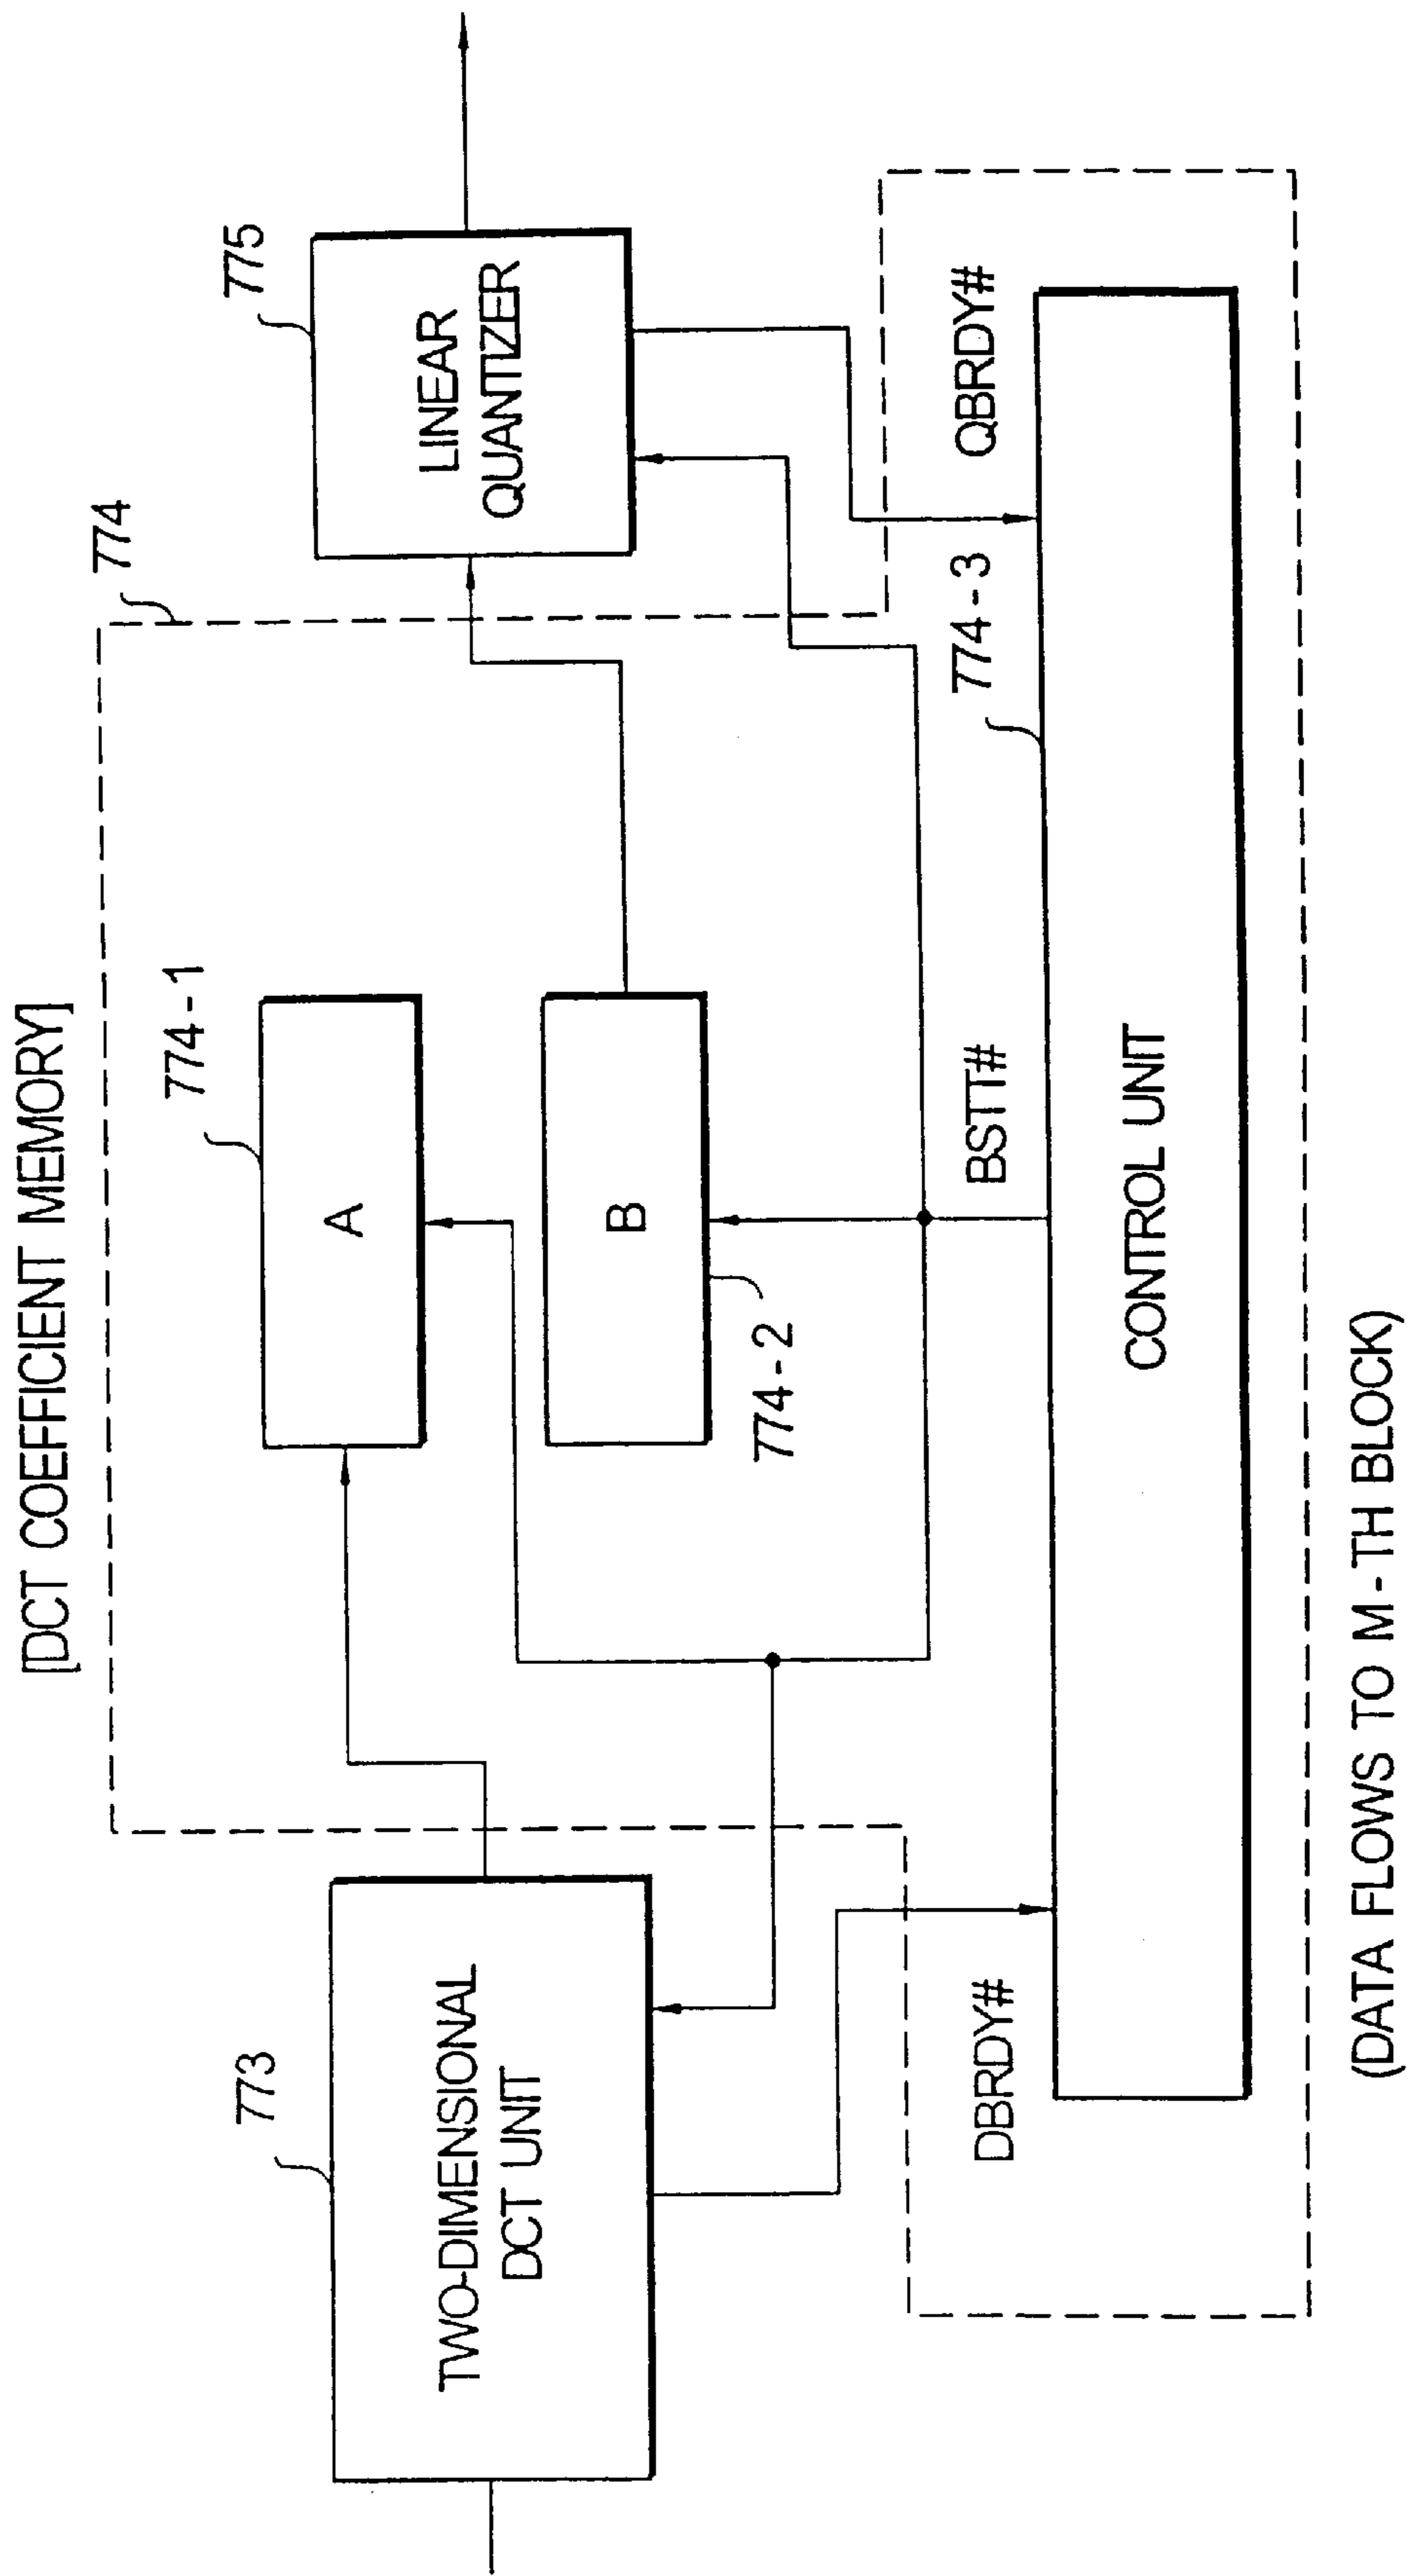 [DCT COEFFICIENT MEMORY]
774
775
774-1
773
A
LINEAR
QUANTIZER
TWO-DIMENSIONAL
DCT UNIT
B
774-2
DBRDY#
BSTT#
774-3
QBRDY#
CONTROL UNIT
(DATA FLOWS TO M-TH BLOCK)